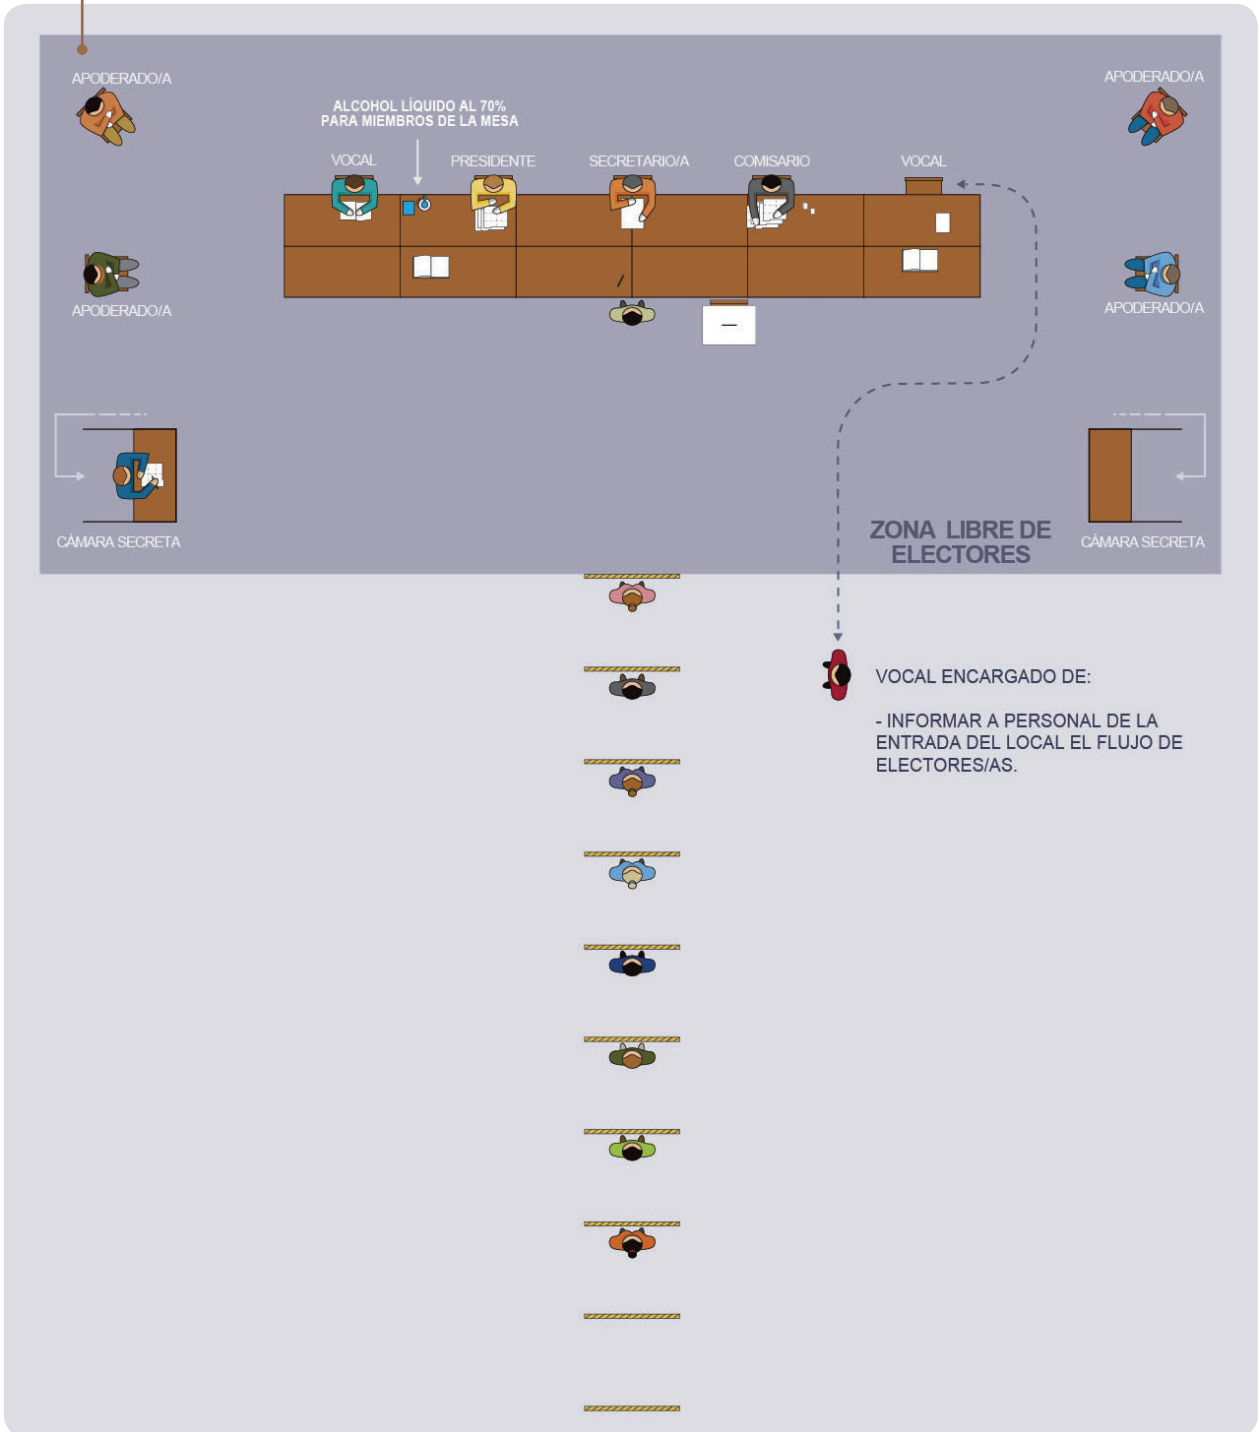 APODERADO/A
APODERADO/A
ALCOHOL LÍQUIDO AL 70%
PARA MIEMBROS DE LA MESA
VOCAL
PRESIDENTE
SECRETARIO/A
COMISARIO
VOCAL
APODERADO/A
APODERADO/A
CÁMARA SECRETA
ZONA LIBRE DE
ELECTORES
CÁMARA SECRETA
VOCAL ENCARGADO DE:
- INFORMAR A PERSONAL DE LA
ENTRADA DEL LOCAL EL FLUJO DE
ELECTORES/AS.